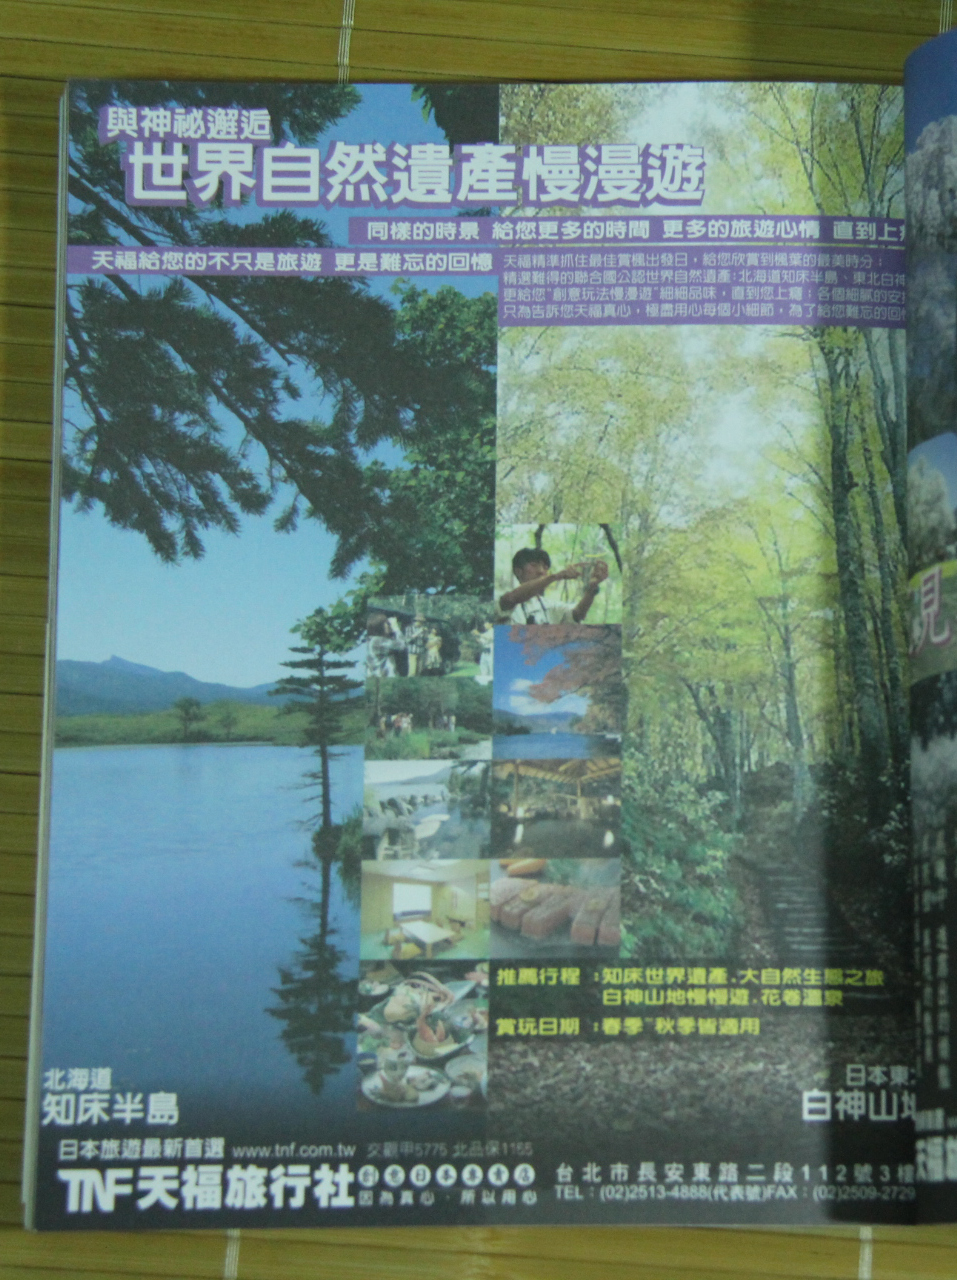 與神祕邂逅
世界自然遺產慢漫遊
同樣的時景 給您更多的時間 更多的旅遊心情 直到上
天福給您的不只是旅遊 更是難忘的回憶
天福精準抓住最佳賞楓出發日，給您欣賞到楓葉的最美時分；
精選難得的聯合國公認世界自然遺產:北海道知床半島、東北白神
更給您"創意玩法慢漫遊"細細品味，直到您上癮；各個細膩的安
只為告訴您天福真心，極盡用心每個小細節，為了給您難忘的回憶
見
推薦行程：知床世界遺產.大自然生態之旅
白神山地慢慢遊.花卷溫泉
賞玩日期：春季~秋季皆適用
北海道
知床半島
日本東北
白神山地
日本旅遊最新首選 www.tnf.com.tw 交觀甲5775 北品保1155
TNF天福旅行社 創意日本專賣店
因為真心．所以用心
台北市長安東路二段112號3樓
TEL：(02)2513-4888(代表號)FAX：(02)2509-2729